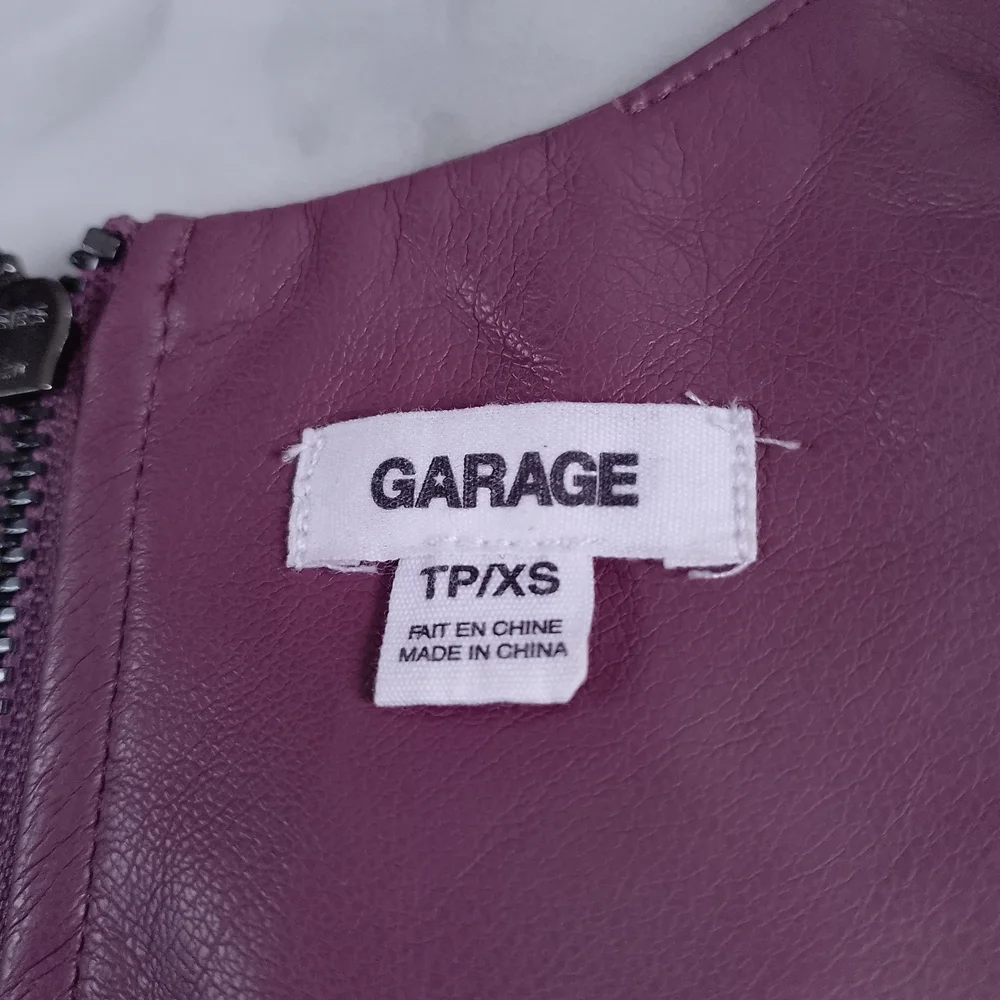 GARAGE
TP/XS
FAIT EN CHINE
MADE IN CHINA